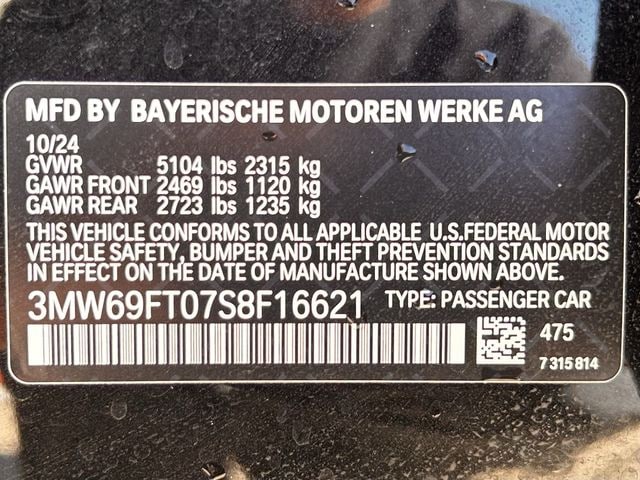 MFD BY BAYERISCHE MOTOREN WERKE AG
10/24
GVWR 5104 lbs 2315 kg
GAWR FRONT 2469 lbs 1120 kg
GAWR REAR 2723 lbs 1235 kg
THIS VEHICLE CONFORMS TO ALL APPLICABLE U.S.FEDERAL MOTOR
VEHICLE SAFETY, BUMPER AND THEFT PREVENTION STANDARDS
IN EFFECT ON THE DATE OF MANUFACTURE SHOWN ABOVE.
3MW69FT07S8F16621 TYPE: PASSENGER CAR
475
7 315 814